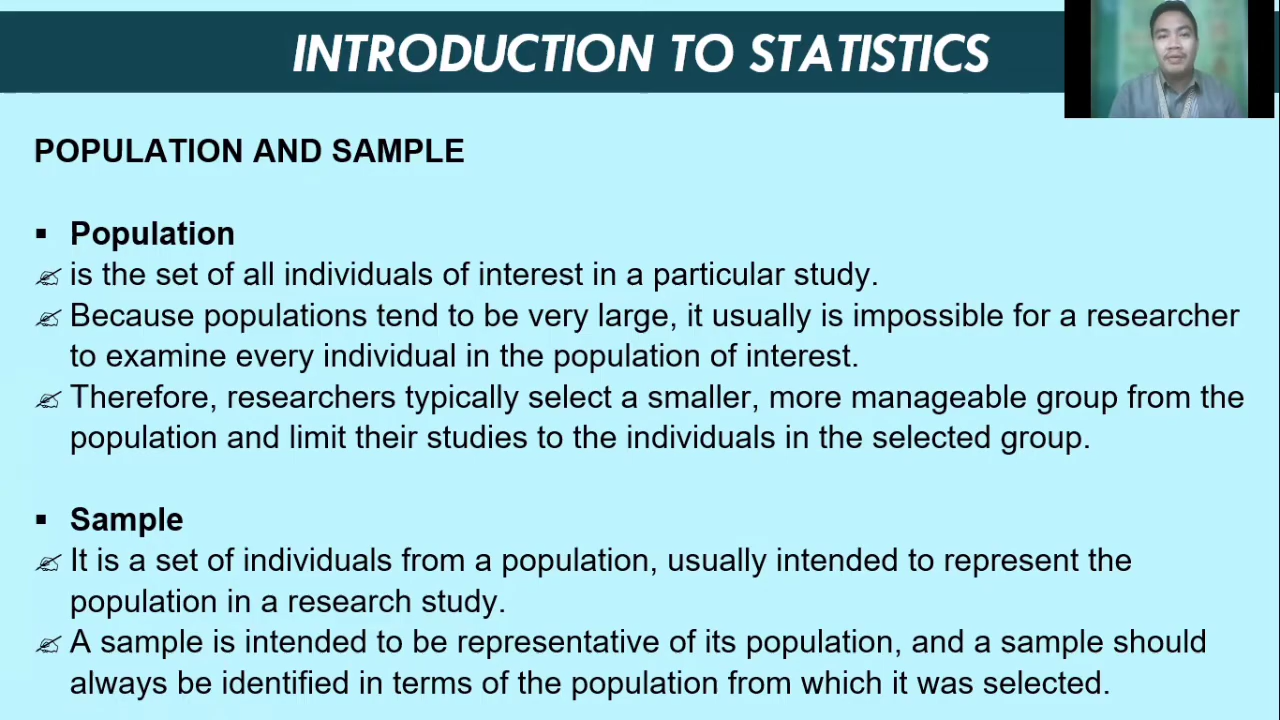 INTRODUCTION TO STATISTICS
POPULATION AND SAMPLE
▪ Population
is the set of all individuals of interest in a particular study.
Because populations tend to be very large, it usually is impossible for a researcher
to examine every individual in the population of interest.
Therefore, researchers typically select a smaller, more manageable group from the
population and limit their studies to the individuals in the selected group.
▪ Sample
It is a set of individuals from a population, usually intended to represent the
population in a research study.
A sample is intended to be representative of its population, and a sample should
always be identified in terms of the population from which it was selected.